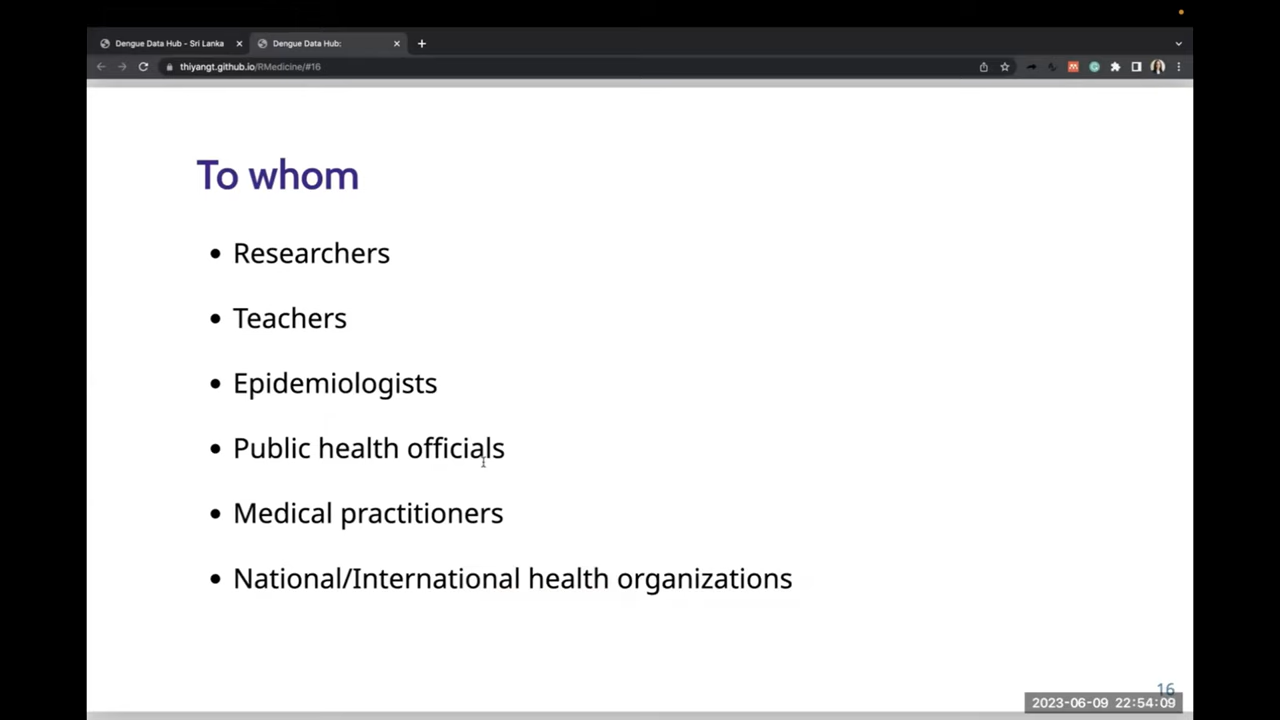 Dengue Data Hub - Sri Lanka
Dengue Data Hub:
thiyangt.github.io/RMedicine/#16
To whom
• Researchers
• Teachers
• Epidemiologists
• Public health officials
• Medical practitioners
• National/International health organizations
16
2023-06-09 22:54:09